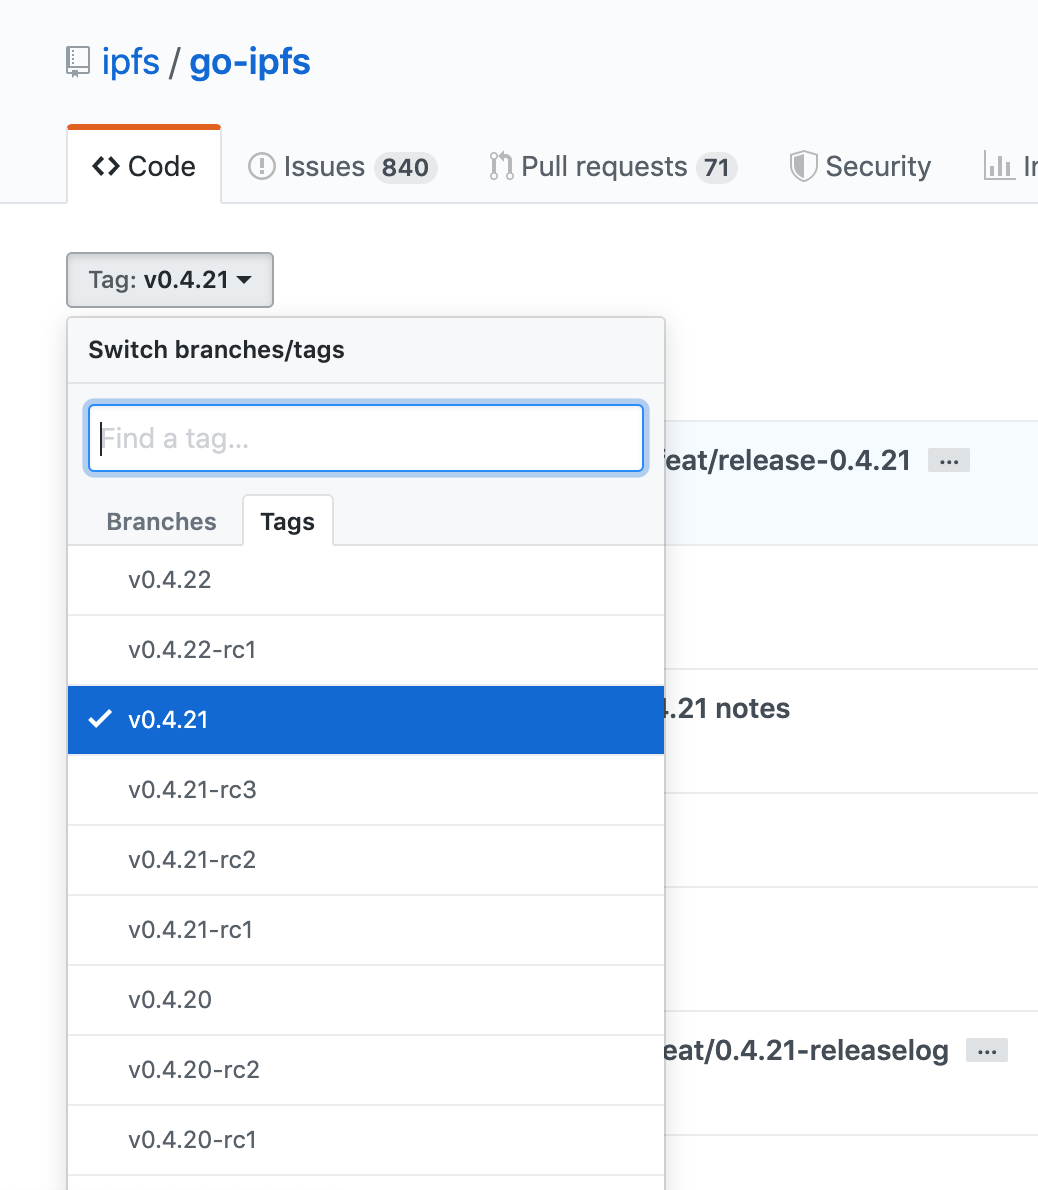 ipfs / go-ipfs
Code Issues 840 Pull requests 71 Security
Tag: v0.4.21
Switch branches/tags
Find a tag...
eat/release-0.4.21 ...
Branches Tags
v0.4.22
v0.4.22-rc1
v0.4.21
.21 notes
v0.4.21-rc3
v0.4.21-rc2
v0.4.21-rc1
v0.4.20
eat/0.4.21-releaselog ...
v0.4.20-rc2
v0.4.20-rc1